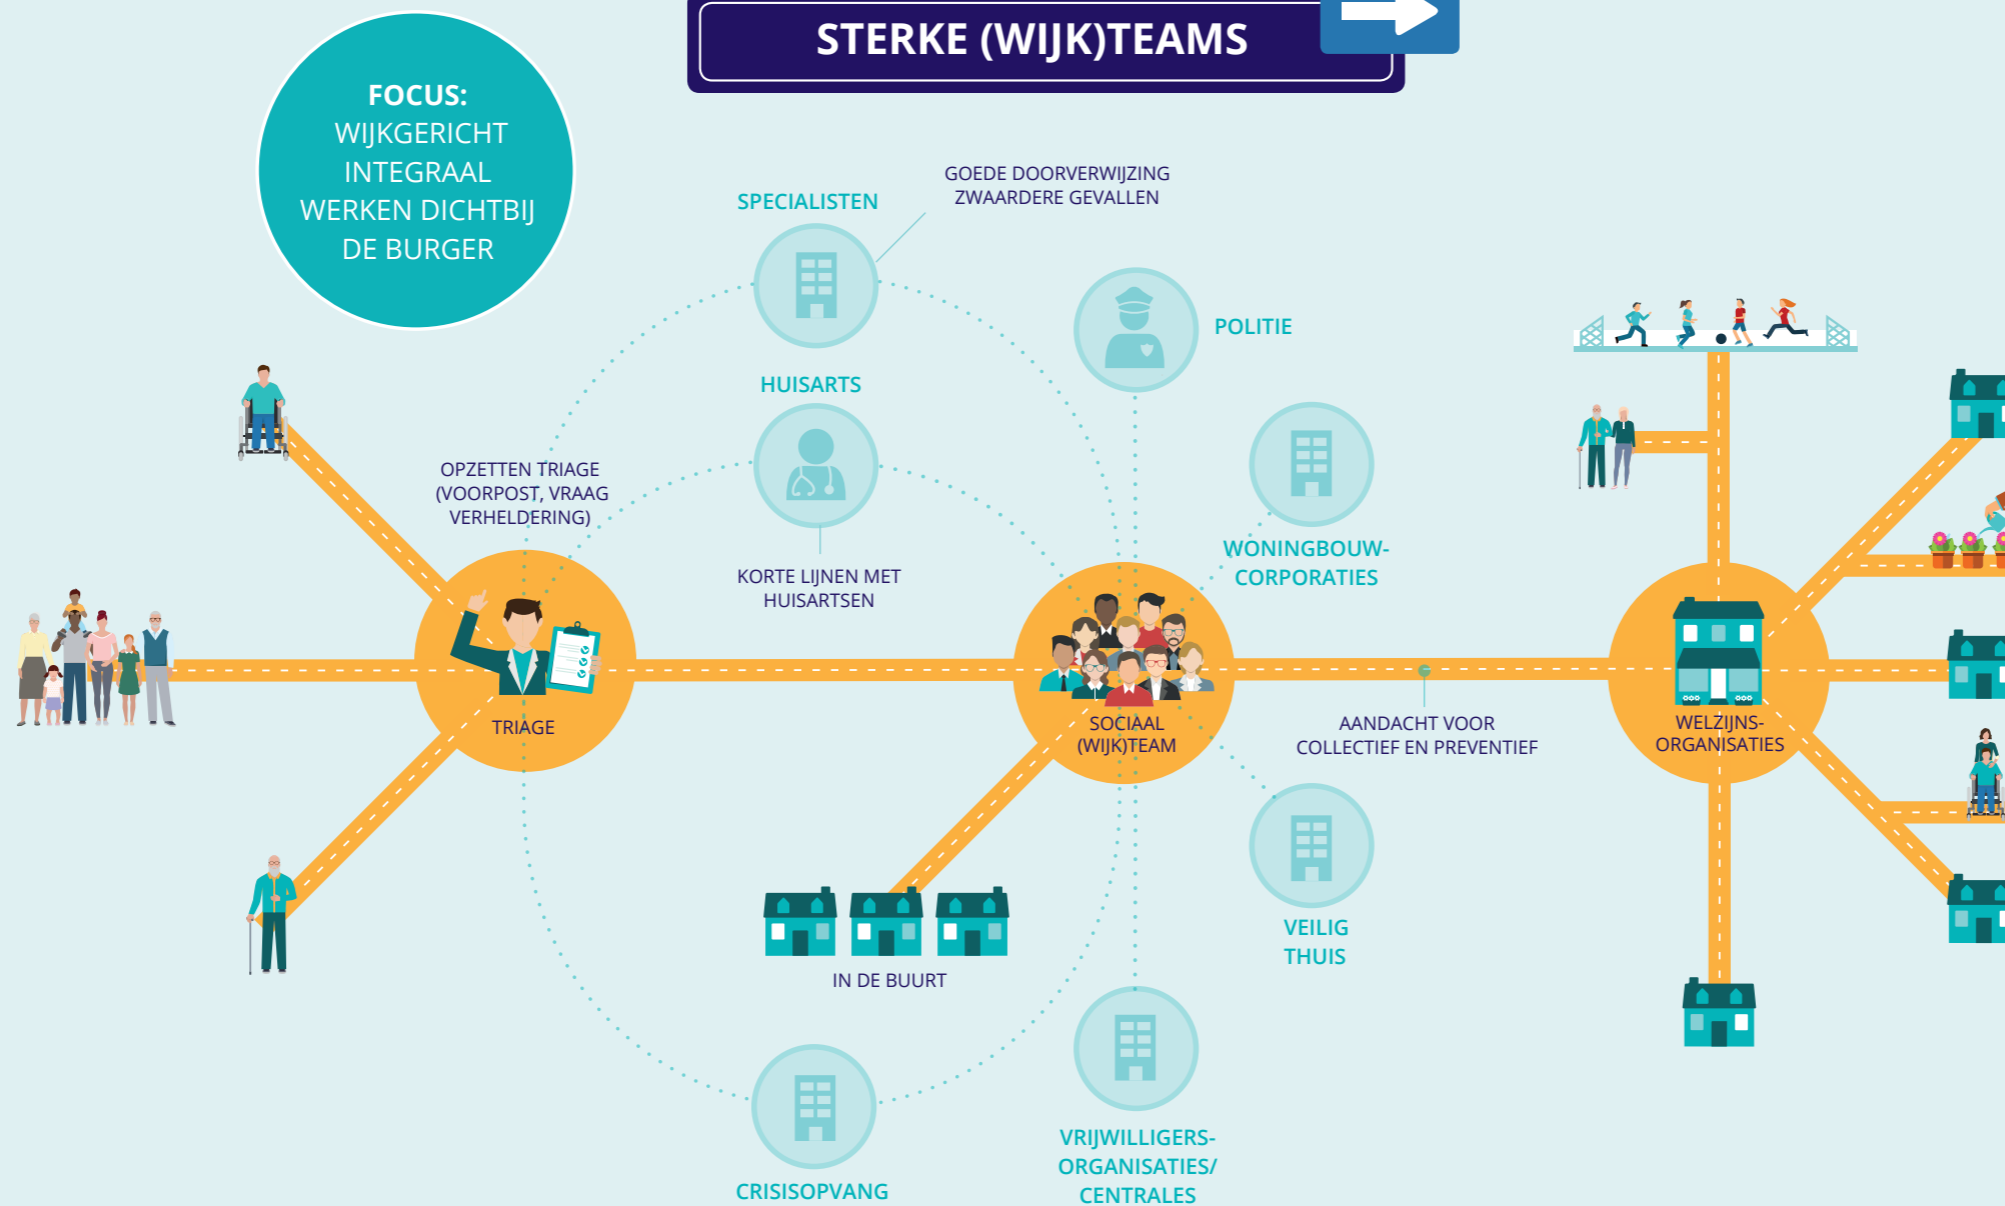 STERKE (WIJK)TEAMS
FOCUS:
WIJKGERICHT
INTEGRAAL
WERKEN DICHTBIJ
DE BURGER
GOEDE DOORVERWIJZING
ZWAARDERE GEVALLEN
SPECIALISTEN
POLITIE
HUISARTS
OPZETTEN TRIAGE
(VOORPOST, VRAAG
VERHELDERING)
WONINGBOUW-
CORPORATIES
KORTE LIJNEN MET
HUISARTSEN
TRIAGE
SOCIAAL
(WIJK)TEAM
AANDACHT VOOR
COLLECTIEF EN PREVENTIEF
WELZIJNS-
ORGANISATIES
VEILIG
THUIS
IN DE BUURT
VRIJWILLIGERS-
ORGANISATIES/
CENTRALES
CRISISOPVANG